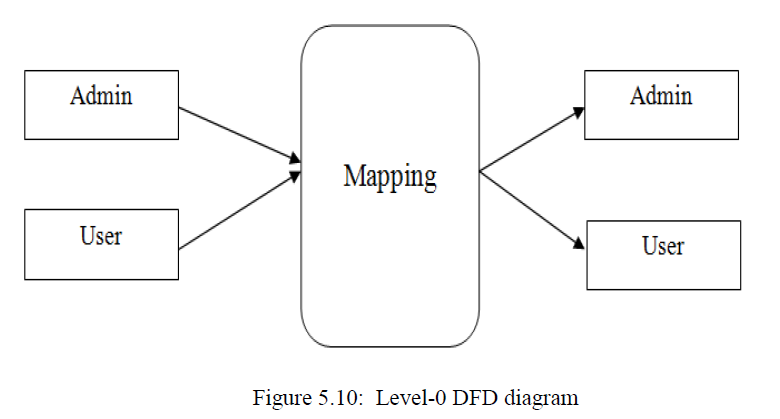 Admin
User
Mapping
Admin
User
Figure 5.10: Level-0 DFD diagram